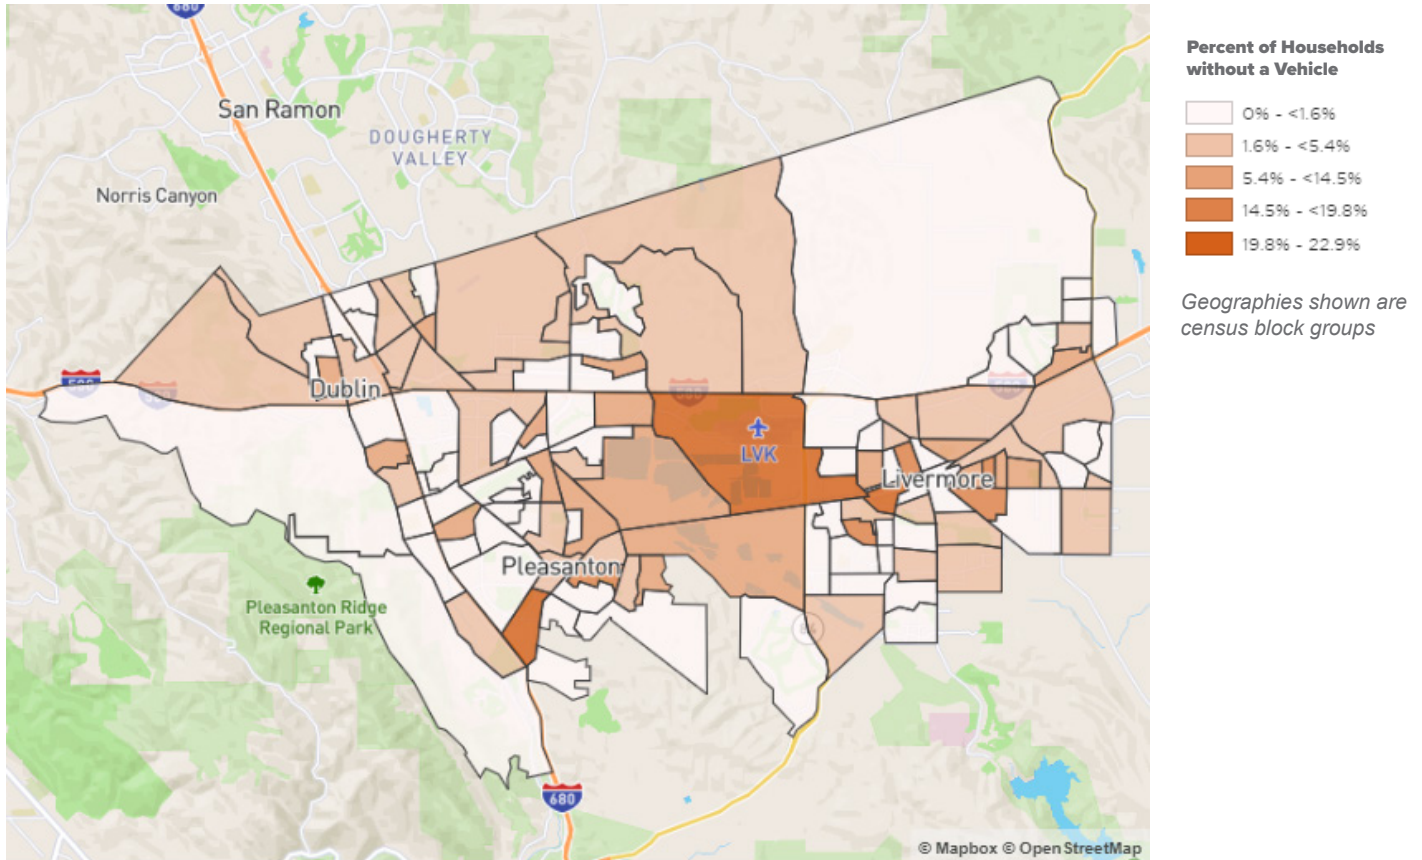 680
San Ramon
DOUGHERTY
VALLEY
Norris Canyon
580
Dublin
580
580
LVK
Livermore
Pleasanton
Pleasanton Ridge
Regional Park
84
680
© Mapbox © OpenStreetMap
Percent of Households
without a Vehicle
0% - <1.6%
1.6% - <5.4%
5.4% - <14.5%
14.5% - <19.8%
19.8% - 22.9%
Geographies shown are
census block groups